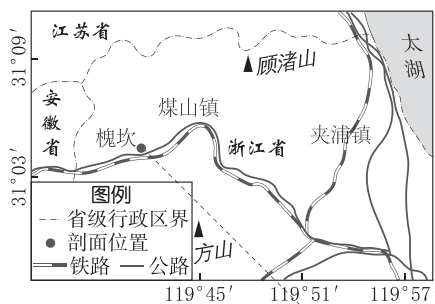 江苏省
31°09′
顾渚山
太湖
安徽省
煤山镇
槐坎
浙江省
夹浦镇
31°03′
图例
省级行政区界
剖面位置
铁路 公路
方山
119°45′ 119°51′ 119°57